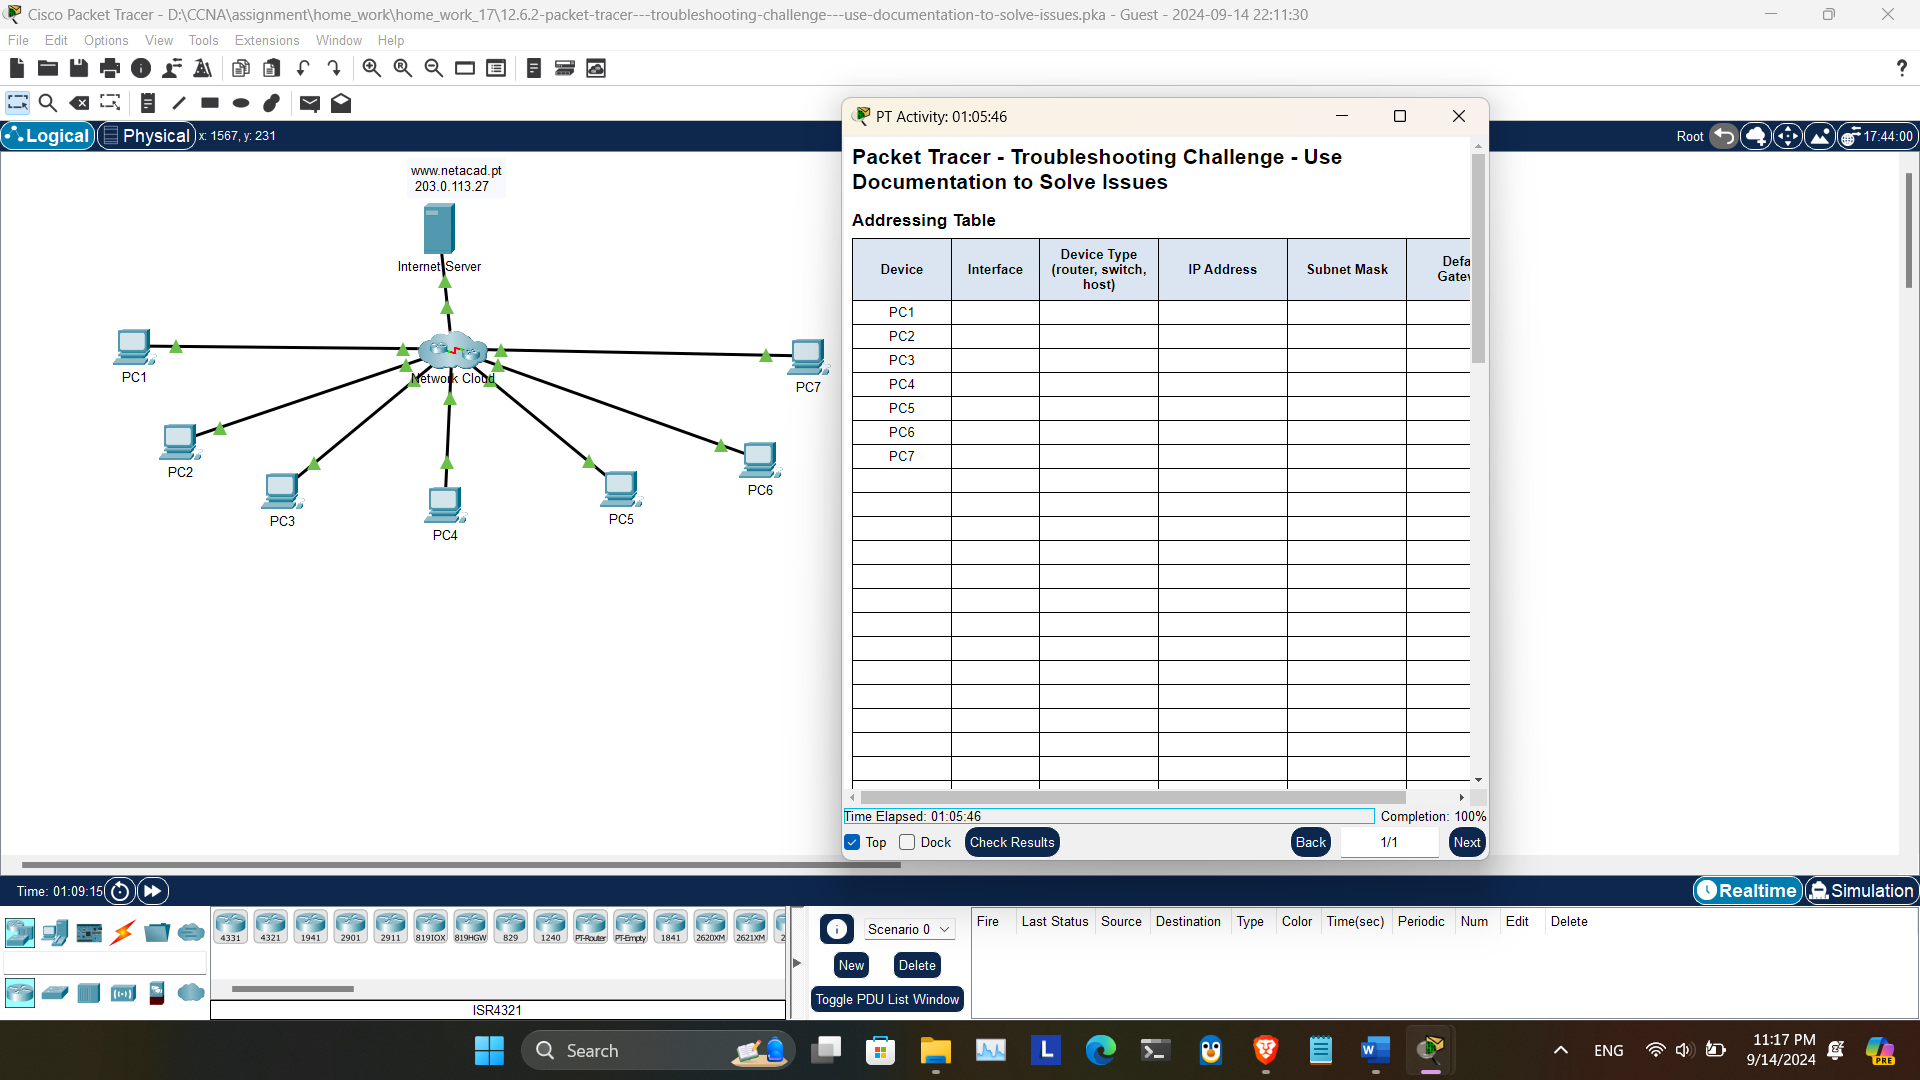 Cisco Packet Tracer - D:\CCNA\assignment\home_work\home_work_17\12.6.2-packet-tracer---troubleshooting-challenge---use-documentation-to-solve-issues.pka - Guest - 2024-09-14 22:11:30
File Edit Options View Tools Extensions Window Help
?
Logical Physical x: 1567, y: 231
Root 17:44:00
www.netacad.pt
203.0.113.27
Internet Server
Network Cloud
PC1
PC7
PC2
PC6
PC3
PC5
PC4
PT Activity: 01:05:46
Packet Tracer - Troubleshooting Challenge - Use
Documentation to Solve Issues
Addressing Table
Device Interface Device Type (router, switch, host) IP Address Subnet Mask Defa Gatew
PC1
PC2
PC3
PC4
PC5
PC6
PC7
Time Elapsed: 01:05:46 Completion: 100%
Top Dock Check Results Back 1/1 Next
Time: 01:09:15
Realtime Simulation
4331 4321 1941 2901 2911 819IOX 819HGW 829 1240 PT-Router PT-Empty 1841 2620XM 2621XM 2
ISR4321
Scenario 0
New Delete
Toggle PDU List Window
Fire Last Status Source Destination Type Color Time(sec) Periodic Num Edit Delete
Search
L
W
ENG
11:17 PM
9/14/2024
PRE